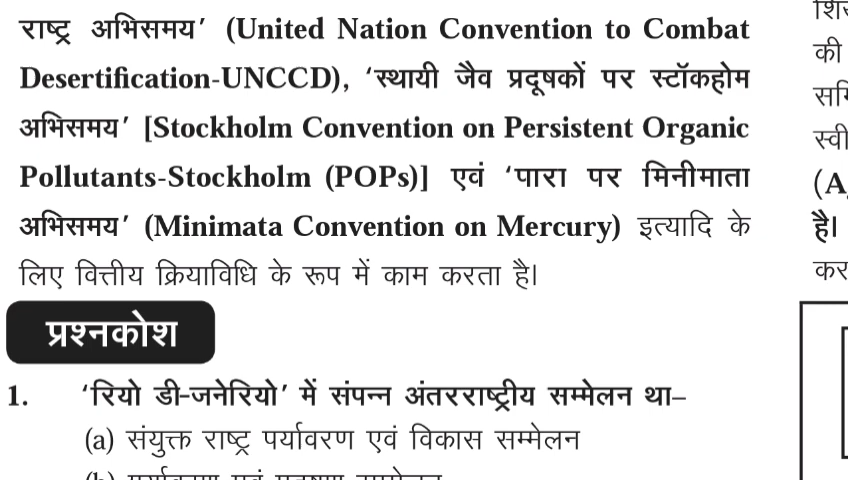 राष्ट्र अभिसमय’ (United Nation Convention to Combat
Desertification-UNCCD), ‘स्थायी जैव प्रदूषकों पर स्टॉकहोम
अभिसमय’ [Stockholm Convention on Persistent Organic
Pollutants-Stockholm (POPs)] एवं ‘पारा पर मिनीमाता
अभिसमय’ (Minimata Convention on Mercury) इत्यादि के
लिए वित्तीय क्रियाविधि के रूप में काम करता है।
प्रश्नकोश
1. ‘रियो डी-जनेरियो’ में संपन्न अंतरराष्ट्रीय सम्मेलन था–
(a) संयुक्त राष्ट्र पर्यावरण एवं विकास सम्मेलन
की
(A
है।